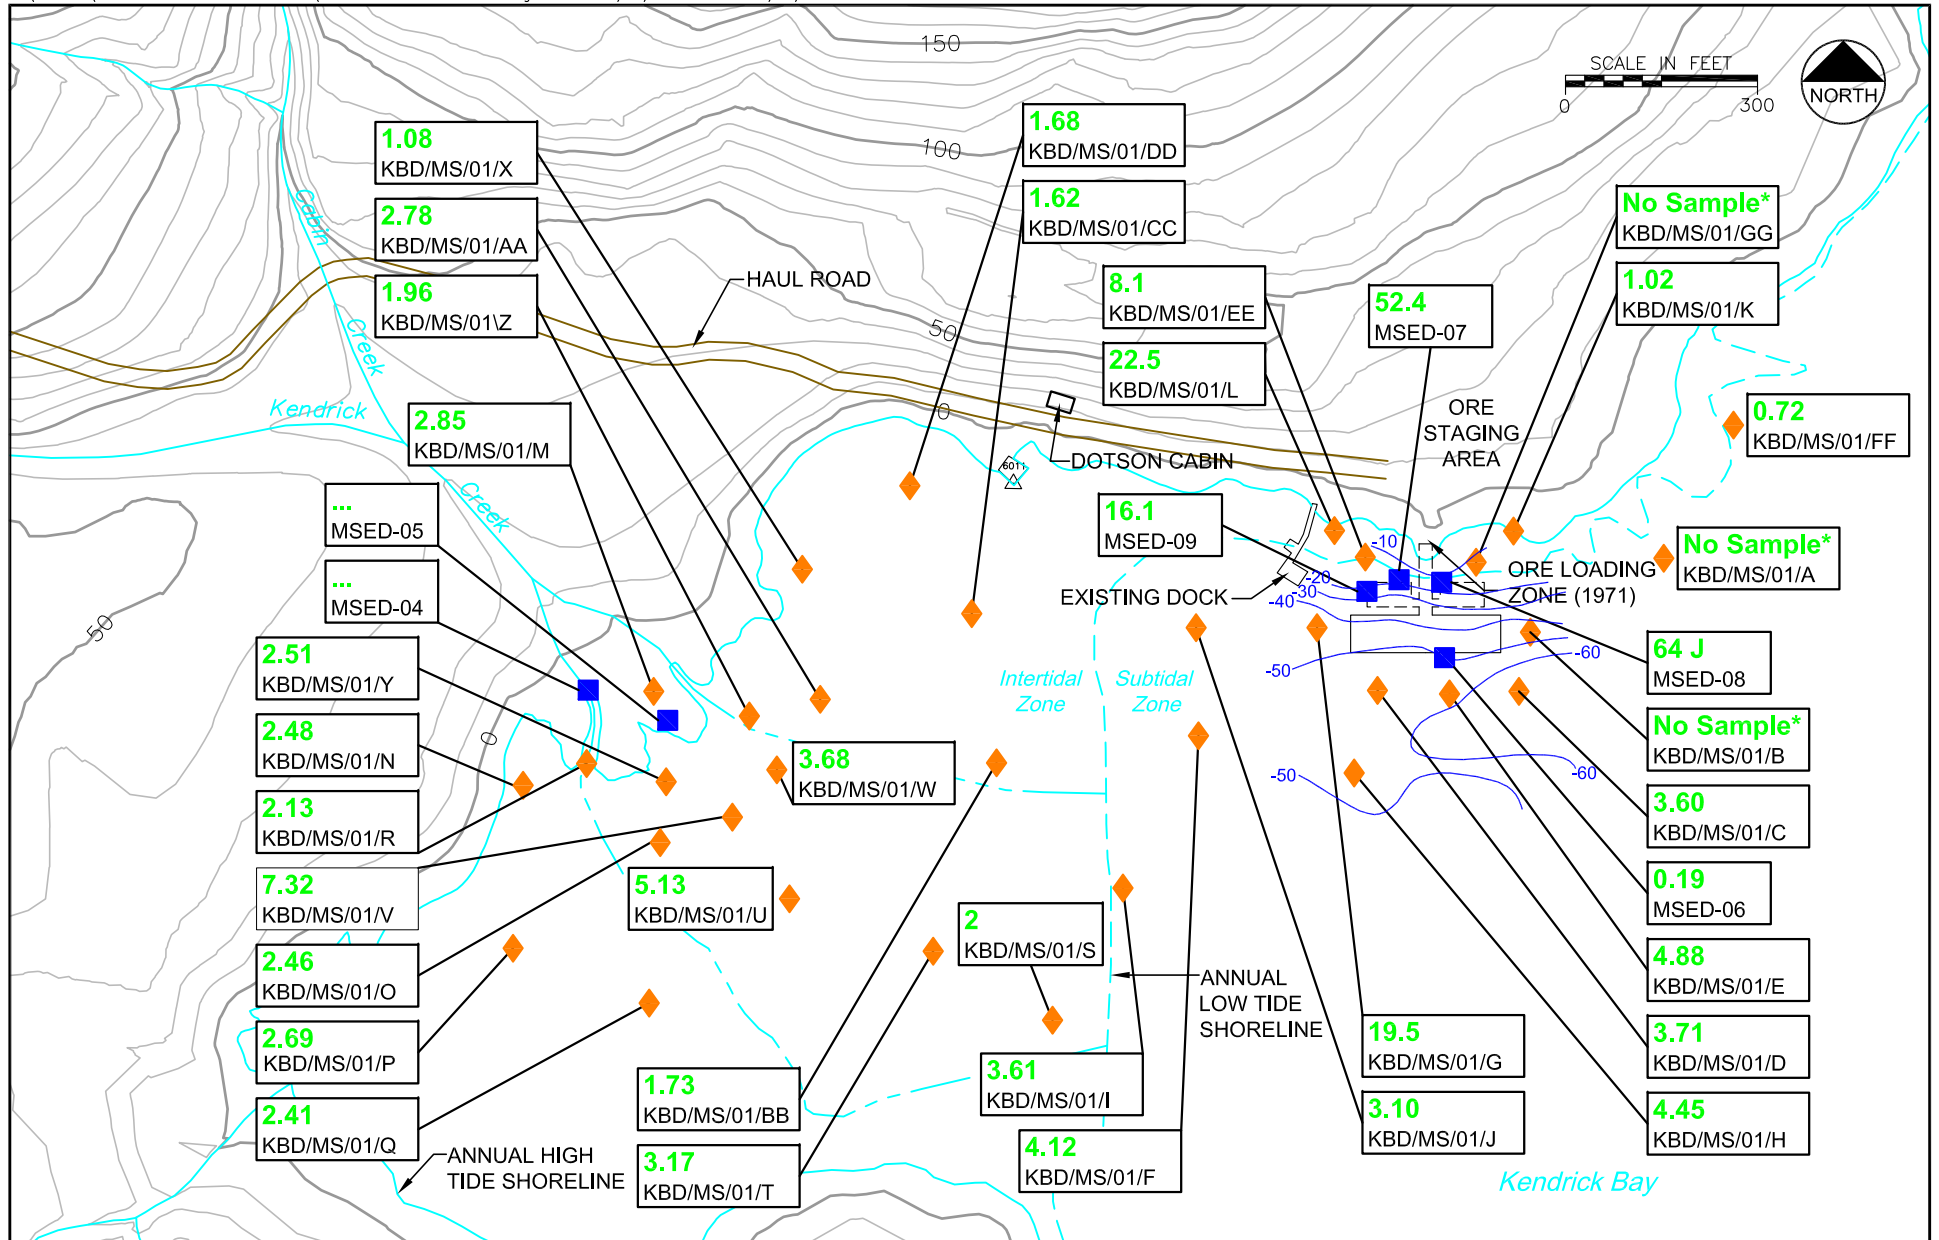 150
SCALE IN FEET
0 300
NORTH
100
1.08
KBD/MS/01/X
1.68
KBD/MS/01/DD
2.78
KBD/MS/01/AA
1.62
KBD/MS/01/CC
No Sample*
KBD/MS/01/GG
Cabin
Creek
1.96
KBD/MS/01\Z
HAUL ROAD
8.1
KBD/MS/01/EE
52.4
MSED-07
1.02
KBD/MS/01/K
50
22.5
KBD/MS/01/L
Kendrick
Creek
2.85
KBD/MS/01/M
0
ORE
STAGING
AREA
0.72
KBD/MS/01/FF
6011
DOTSON CABIN
...
MSED-05
16.1
MSED-09
-10
No Sample*
KBD/MS/01/A
...
MSED-04
EXISTING DOCK
-20
-30
-40
ORE LOADING
ZONE (1971)
50
2.51
KBD/MS/01/Y
Intertidal
Zone
Subtidal
Zone
-50
-60
64 J
MSED-08
2.48
KBD/MS/01/N
0
3.68
KBD/MS/01/W
-50
-60
No Sample*
KBD/MS/01/B
2.13
KBD/MS/01/R
3.60
KBD/MS/01/C
7.32
KBD/MS/01/V
5.13
KBD/MS/01/U
0.19
MSED-06
2
KBD/MS/01/S
2.46
KBD/MS/01/O
ANNUAL
LOW TIDE
SHORELINE
4.88
KBD/MS/01/E
2.69
KBD/MS/01/P
19.5
KBD/MS/01/G
3.71
KBD/MS/01/D
1.73
KBD/MS/01/BB
3.61
KBD/MS/01/I
2.41
KBD/MS/01/Q
3.10
KBD/MS/01/J
4.45
KBD/MS/01/H
ANNUAL HIGH
TIDE SHORELINE
3.17
KBD/MS/01/T
4.12
KBD/MS/01/F
Kendrick Bay